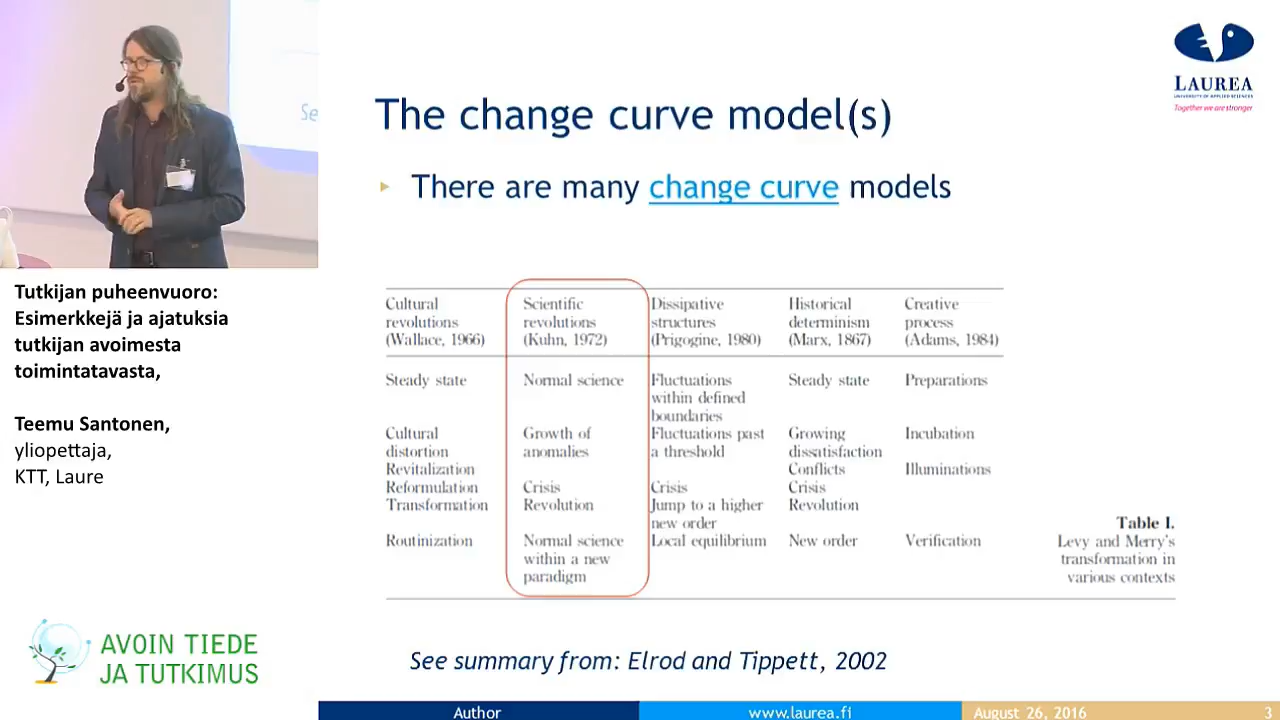 Se
LAUREA
UNIVERSITY OF APPLIED SCIENCES
Together we are stronger
The change curve model(s)
There are many change curve models
Tutkijan puheenvuoro:
Esimerkkejä ja ajatuksia
tutkijan avoimesta
toimintatavasta,
Teemu Santonen,
yliopettaja,
KTT, Laure
AVOIN TIEDE
JA TUTKIMUS
Cultural revolutions (Wallace, 1966)
Scientific revolutions (Kuhn, 1972)
Dissipative structures (Prigogine, 1980)
Historical determinism (Marx, 1867)
Creative process (Adams, 1984)
Steady state Normal science Fluctuations within defined boundaries Steady state Preparations
Cultural distortion Growth of anomalies Fluctuations past a threshold Growing dissatisfaction Incubation
Revitalization Conflicts Illuminations
Reformulation Crisis Crisis Crisis
Transformation Revolution Jump to a higher new order Revolution
Routinization Normal science within a new paradigm Local equilibrium New order Verification
Table I.
Levy and Merry's
transformation in
various contexts
See summary from: Elrod and Tippett, 2002
Author www.laurea.fi August 26, 2016 3